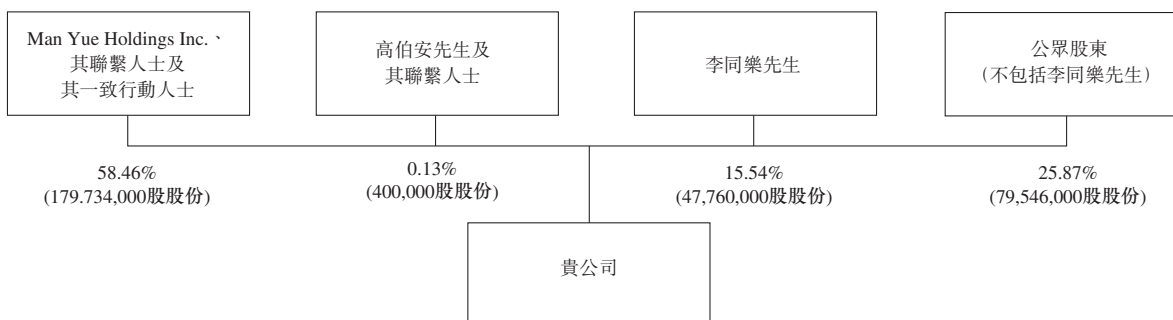 Man Yue Holdings Inc.、
其聯繫人士及
其一致行動人士
高伯安先生及
其聯繫人士
李同樂先生
公眾股東
(不包括李同樂先生)
58.46%
(179.734,000股股份)
0.13%
(400,000股股份)
15.54%
(47,760,000股股份)
25.87%
(79,546,000股股份)
貴公司